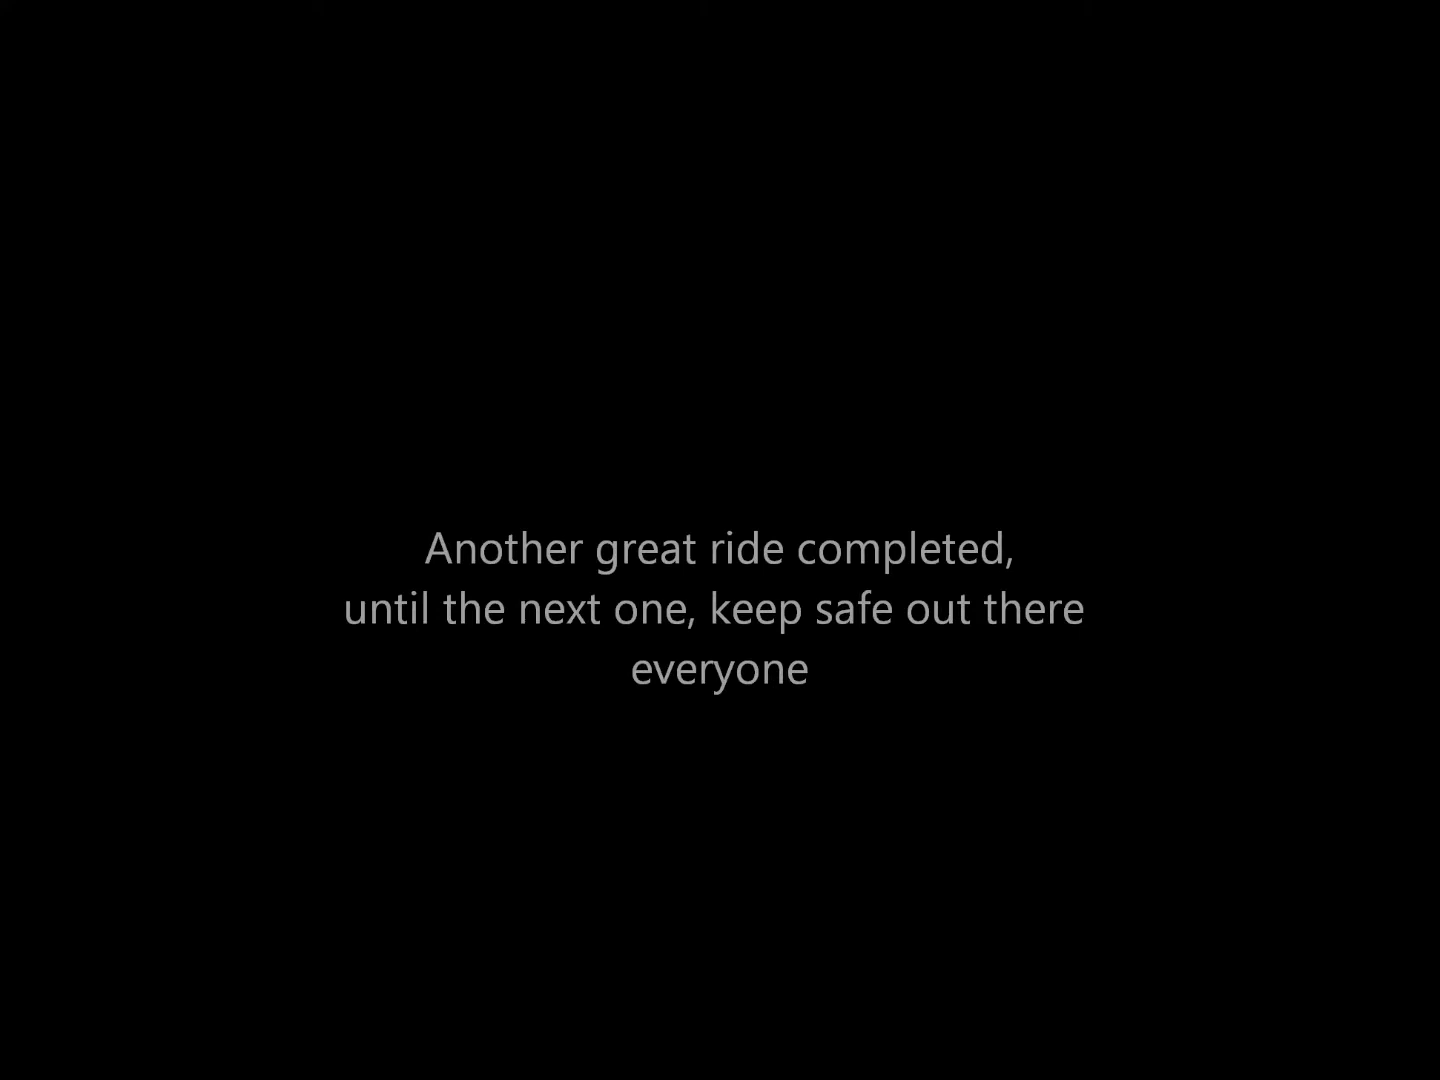 Another great ride completed,
until the next one, keep safe out there
everyone